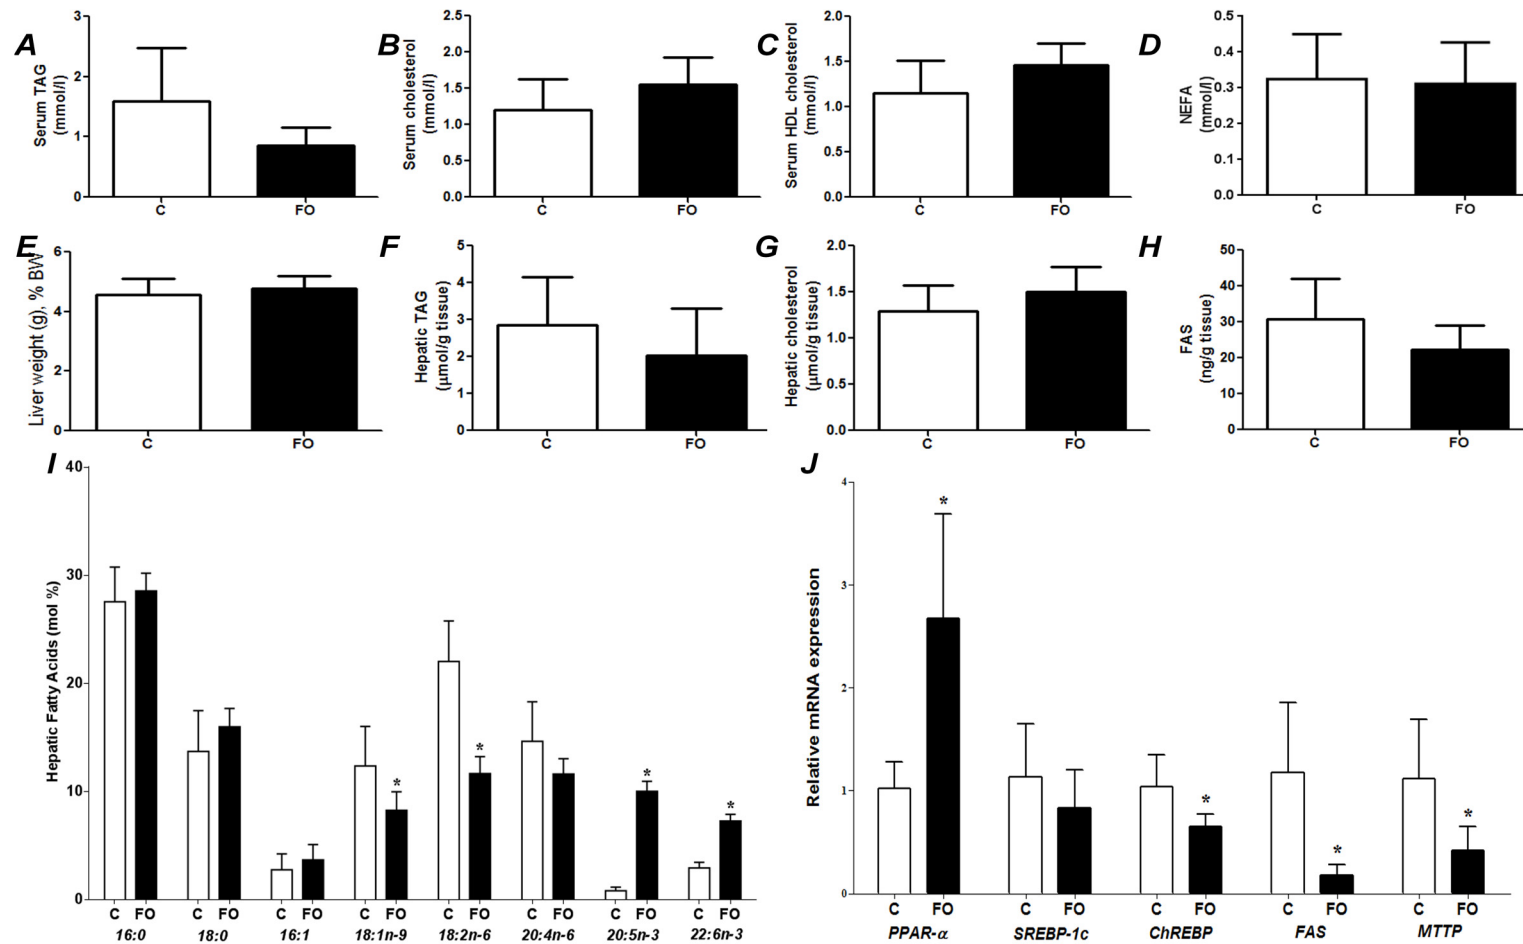 A
Serum TAG
(mmol/l)
3
2
1
0
C
FO
B
Serum cholesterol
(mmol/l)
2.5
2.0
1.5
1.0
0.5
0.0
C
FO
C
Serum HDL cholesterol
(mmol/l)
2.0
1.5
1.0
0.5
0.0
C
FO
D
NEFA
(mmol/l)
0.5
0.4
0.3
0.2
0.1
0.0
C
FO
E
Liver weight (g), % BW
6
4
2
0
C
FO
F
Hepatic TAG
(μmol/g tissue)
5
4
3
2
1
0
C
FO
G
Hepatic cholesterol
(μmol/g tissue)
2.0
1.5
1.0
0.5
0.0
C
FO
H
FAS
(ng/g tissue)
50
40
30
20
10
0
C
FO
I
Hepatic Fatty Acids (mol %)
40
30
20
10
0
* * * *
C FO C FO C FO C FO C FO C FO C FO C FO
16:0 18:0 16:1 18:1n-9 18:2n-6 20:4n-6 20:5n-3 22:6n-3
J
Relative mRNA expression
4
3
2
1
0
* * * *
C FO C FO C FO C FO C FO
PPAR-α SREBP-1c ChREBP FAS MTTP